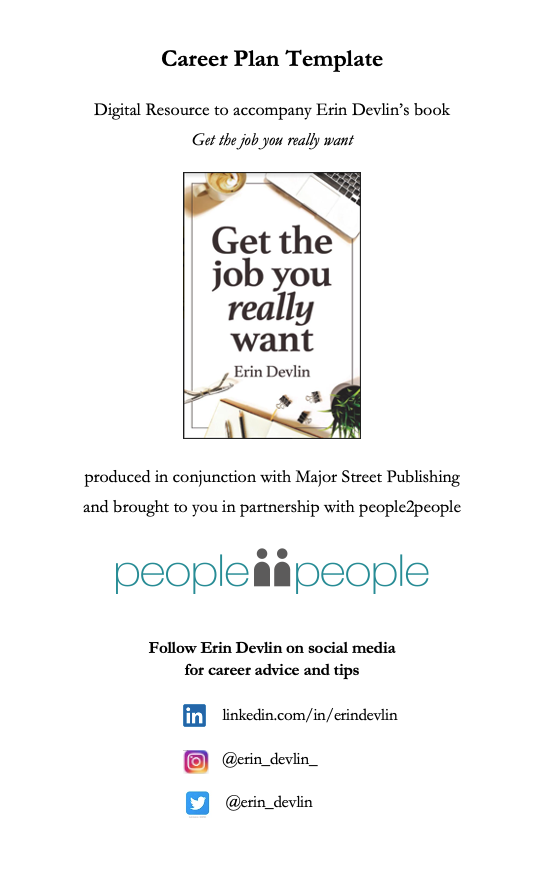 Career Plan Template
Digital Resource to accompany Erin Devlin’s book
Get the job you really want
Get the
job you
really
want
Erin Devlin
produced in conjunction with Major Street Publishing
and brought to you in partnership with people2people
people people
Follow Erin Devlin on social media
for career advice and tips
in linkedin.com/in/erindevlin
@erin_devlin_
@erin_devlin